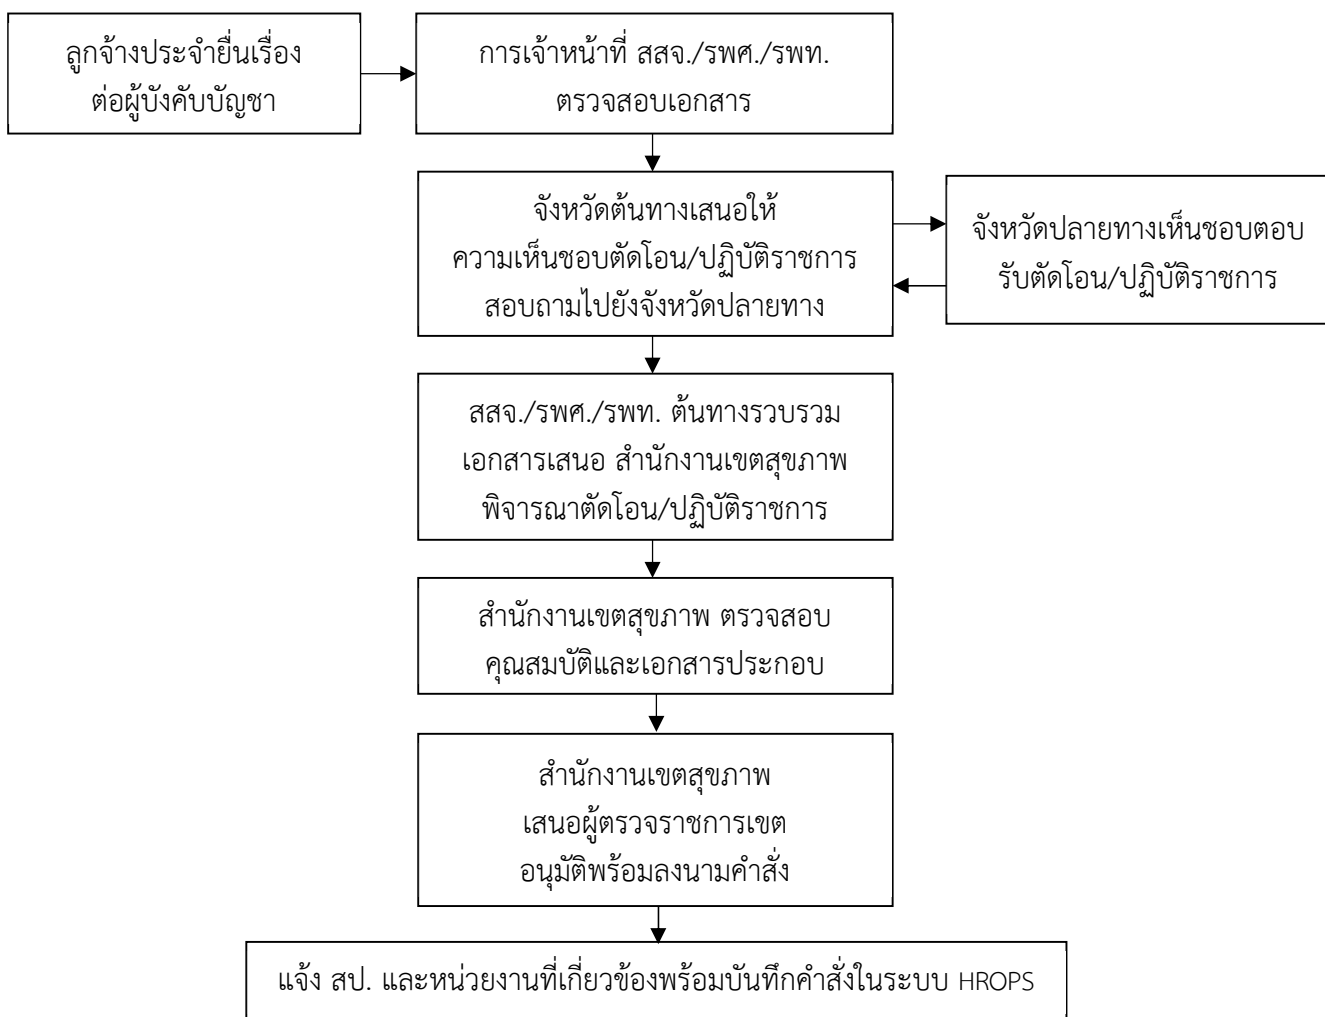 ลูกจ้างประจำยื่นเรื่อง
ต่อผู้บังคับบัญชา
การเจ้าหน้าที่ สสจ./รพศ./รพท.
ตรวจสอบเอกสาร
จังหวัดต้นทางเสนอให้
ความเห็นชอบตัดโอน/ปฏิบัติราชการ
สอบถามไปยังจังหวัดปลายทาง
จังหวัดปลายทางเห็นชอบตอบ
รับตัดโอน/ปฏิบัติราชการ
สสจ./รพศ./รพท. ต้นทางรวบรวม
เอกสารเสนอ สำนักงานเขตสุขภาพ
พิจารณาตัดโอน/ปฏิบัติราชการ
สำนักงานเขตสุขภาพ ตรวจสอบ
คุณสมบัติและเอกสารประกอบ
สำนักงานเขตสุขภาพ
เสนอผู้ตรวจราชการเขต
อนุมัติพร้อมลงนามคำสั่ง
แจ้ง สป. และหน่วยงานที่เกี่ยวข้องพร้อมบันทึกคำสั่งในระบบ HROPS